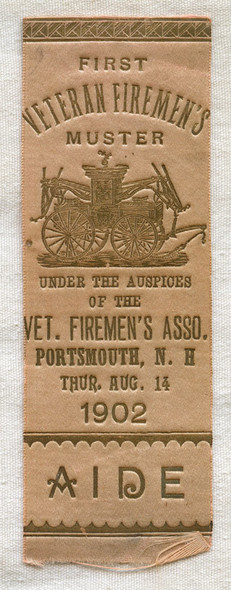 FIRST
VETERAN FIREMEN'S
MUSTER
UNDER THE AUSPICES
OF THE
VET. FIREMEN'S ASSO.
PORTSMOUTH, N. H
THUR. AUG. 14
1902
AIDE